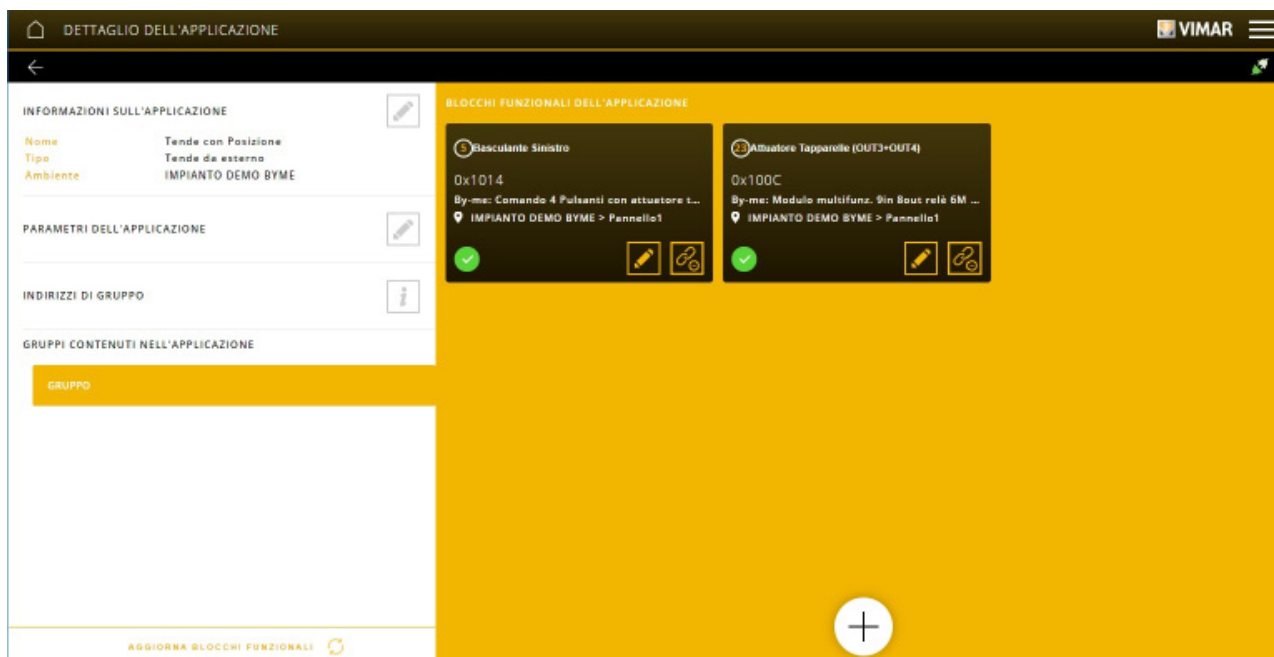 DETTAGLIO DELL'APPLICAZIONE
VIMAR
INFORMAZIONI SULL'APPLICAZIONE
Nome Tende con Posizione
Tipo Tende da esterno
Ambiente IMPIANTO DEMO BYME
PARAMETRI DELL'APPLICAZIONE
INDIRIZZI DI GRUPPO
GRUPPI CONTENUTI NELL'APPLICAZIONE
GRUPPO
AGGIORNA BLOCCHI FUNZIONALI
BLOCCHI FUNZIONALI DELL'APPLICAZIONE
5 Basculante Sinistro
0x1014
By-me: Comando 4 Pulsanti con attuatore t...
IMPIANTO DEMO BYME > Pannello1
23 Attuatore Tapparelle (OUT3+OUT4)
0x100C
By-me: Modulo multifunz. 9in 8out relè 6M ...
IMPIANTO DEMO BYME > Pannello1